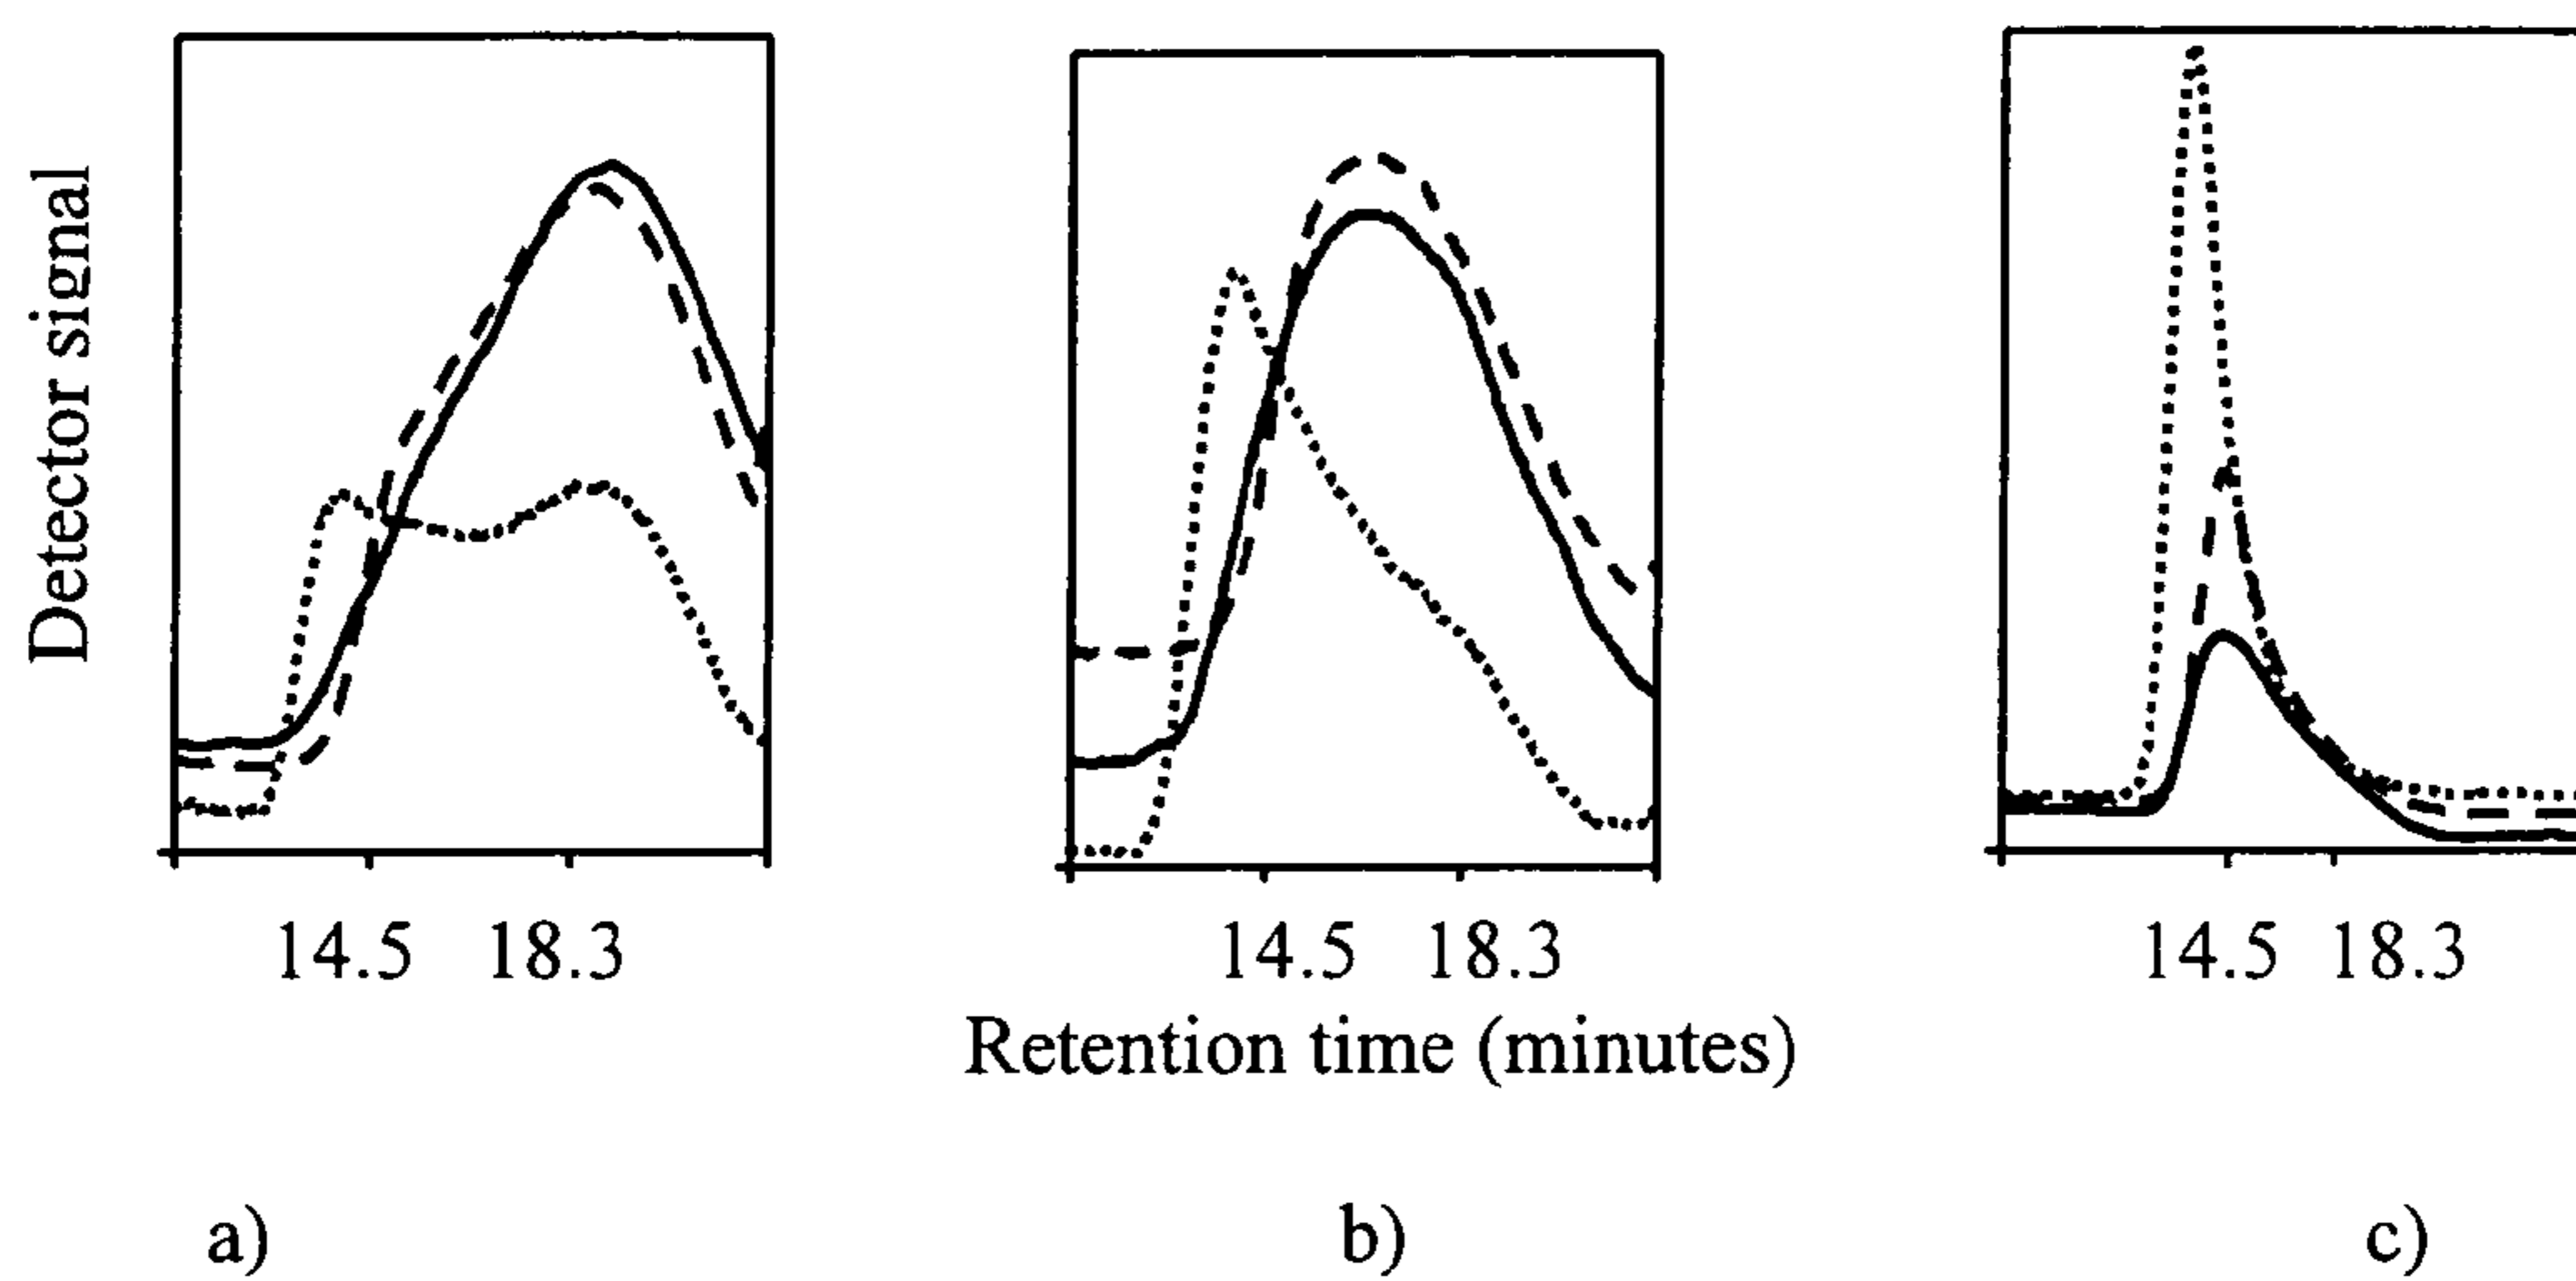 Detector signal
14.5 18.3
14.5 18.3
14.5 18.3
Retention time (minutes)
a)
b)
c)